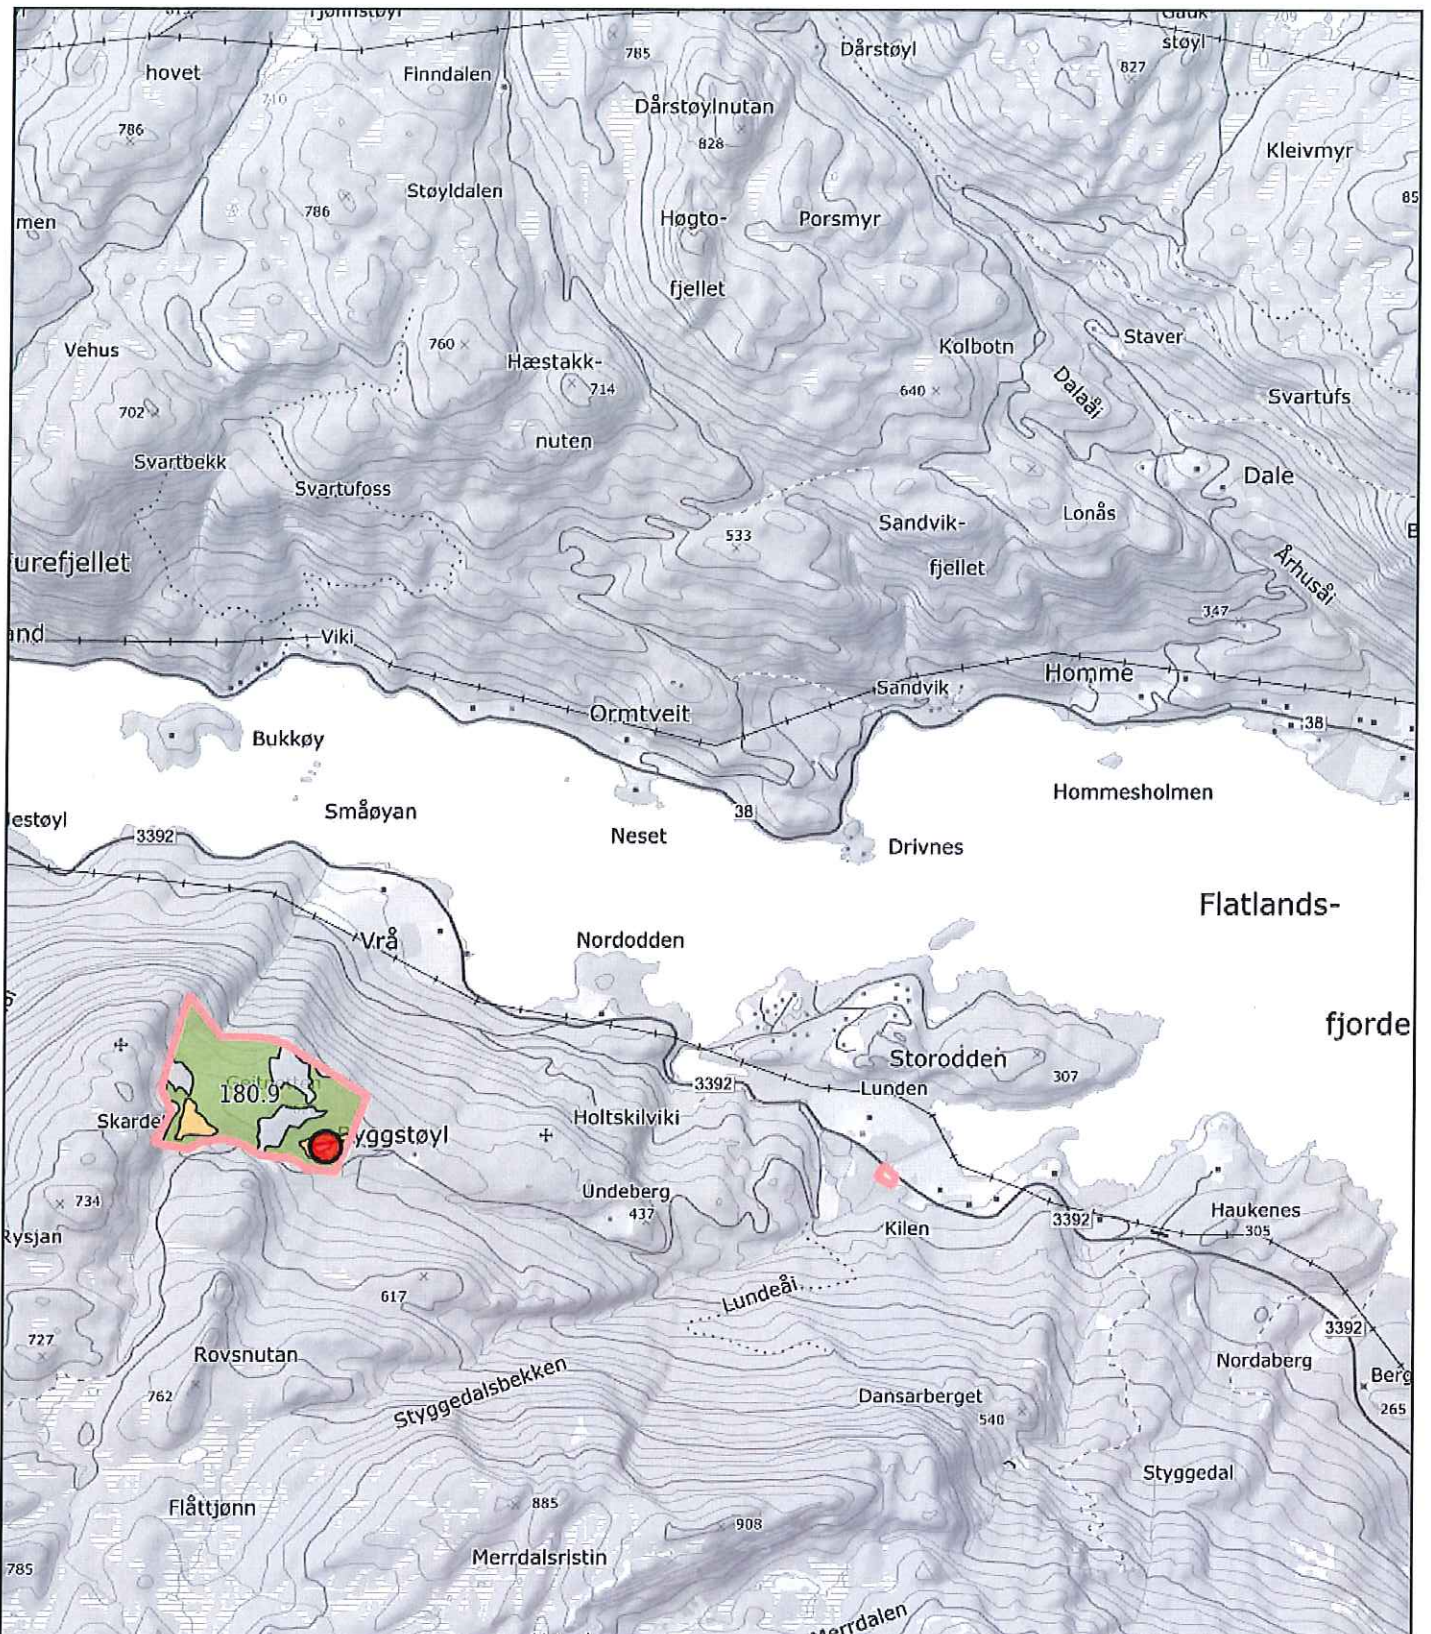 støyl
hovet
Finndalen
785
Dårstøyl
827
710
786
Dårstøylnutan
828
Kleivmyr
Støyldalen
786
men
Høgto-
Porsmyr
85
fjellet
Vehus
760
Hæstakk-
714
Kolbotn
Staver
702
640
Dalaåi
Svartufs
nuten
Svartbekk
Svartufoss
Dale
Lonås
Sandvik-
533
fjellet
urefjellet
Århusåi
347
and
Viki
Sandvik
Homme
Ormtveit
38
Bukkøy
Hommesholmen
Småøyan
38
Neset
Drivnes
estøyl
3392
Flatlands-
Vrå
Nordodden
fjorde
Storodden
307
180.9
3392
Lunden
Skarde
Holtskilviki
yggstøyl
734
Undeberg
437
Rysjan
Kilen
3392
Haukenes
305
617
Lundeåi
727
Rovsnutan
3392
Nordaberg
762
Styggedalsbekken
Dansarberget
540
Berg
265
Styggedal
Flåttjønn
885
908
Merrdalsristin
785
Merrdalen